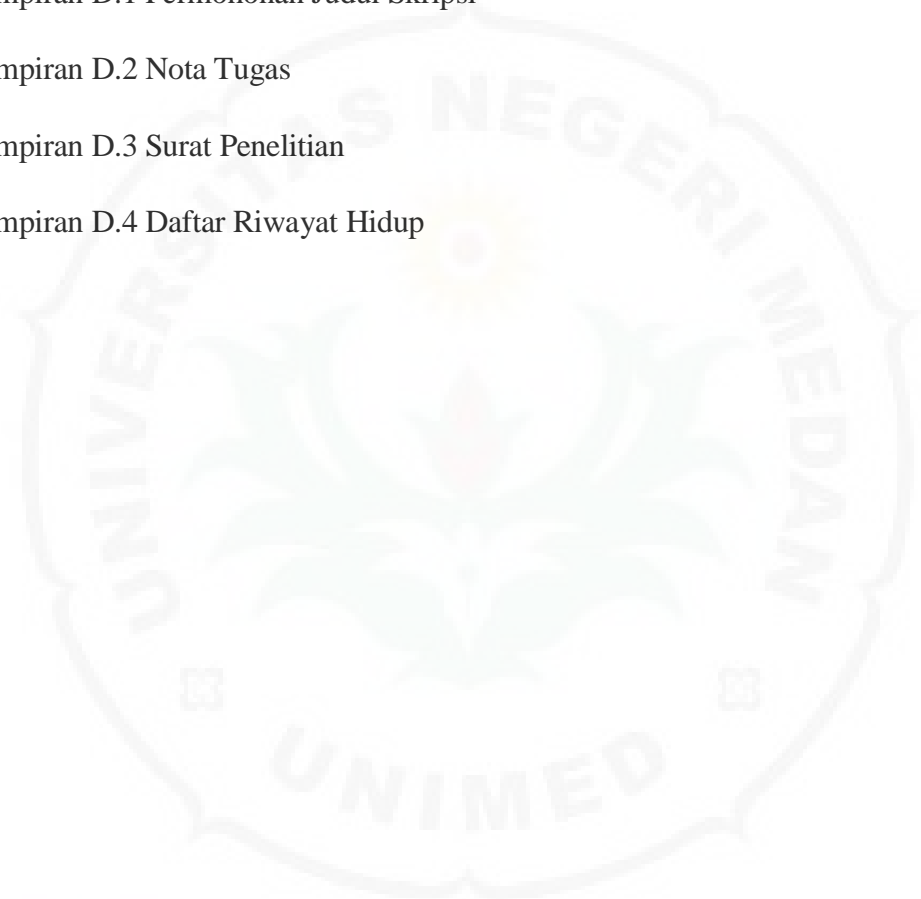 mpiran D.1 Permohonan Judul Skripsi
mpiran D.2 Nota Tugas
mpiran D.3 Surat Penelitian
mpiran D.4 Daftar Riwayat Hidup
UNIVERSITAS NEGERI MEDAN
UNIMED